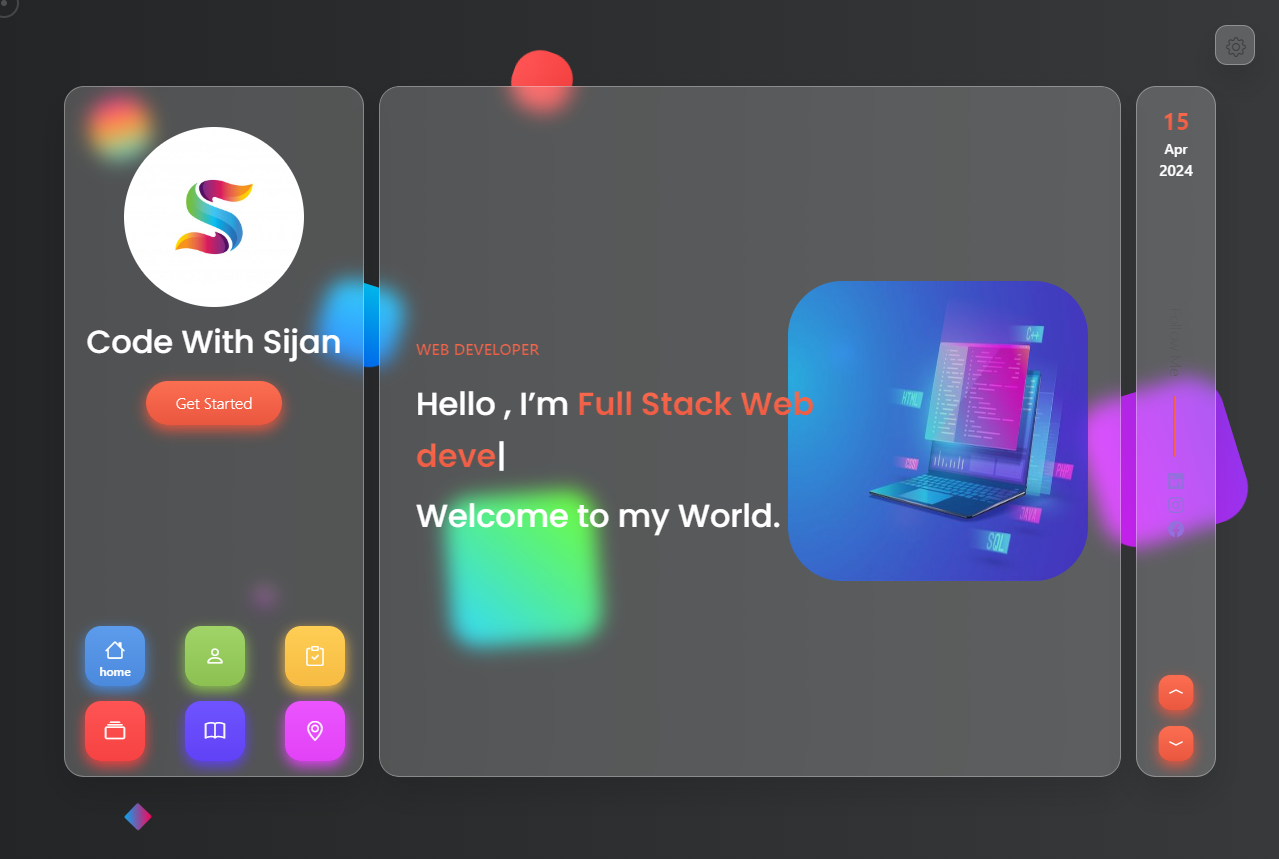 Code With Sijan
Get Started
home
WEB DEVELOPER
Hello , I’m Full Stack Web
deve|
Welcome to my World.
C++
HTML
CSS
PHP
JAVA
SQL
15
Apr
2024
Follow Me